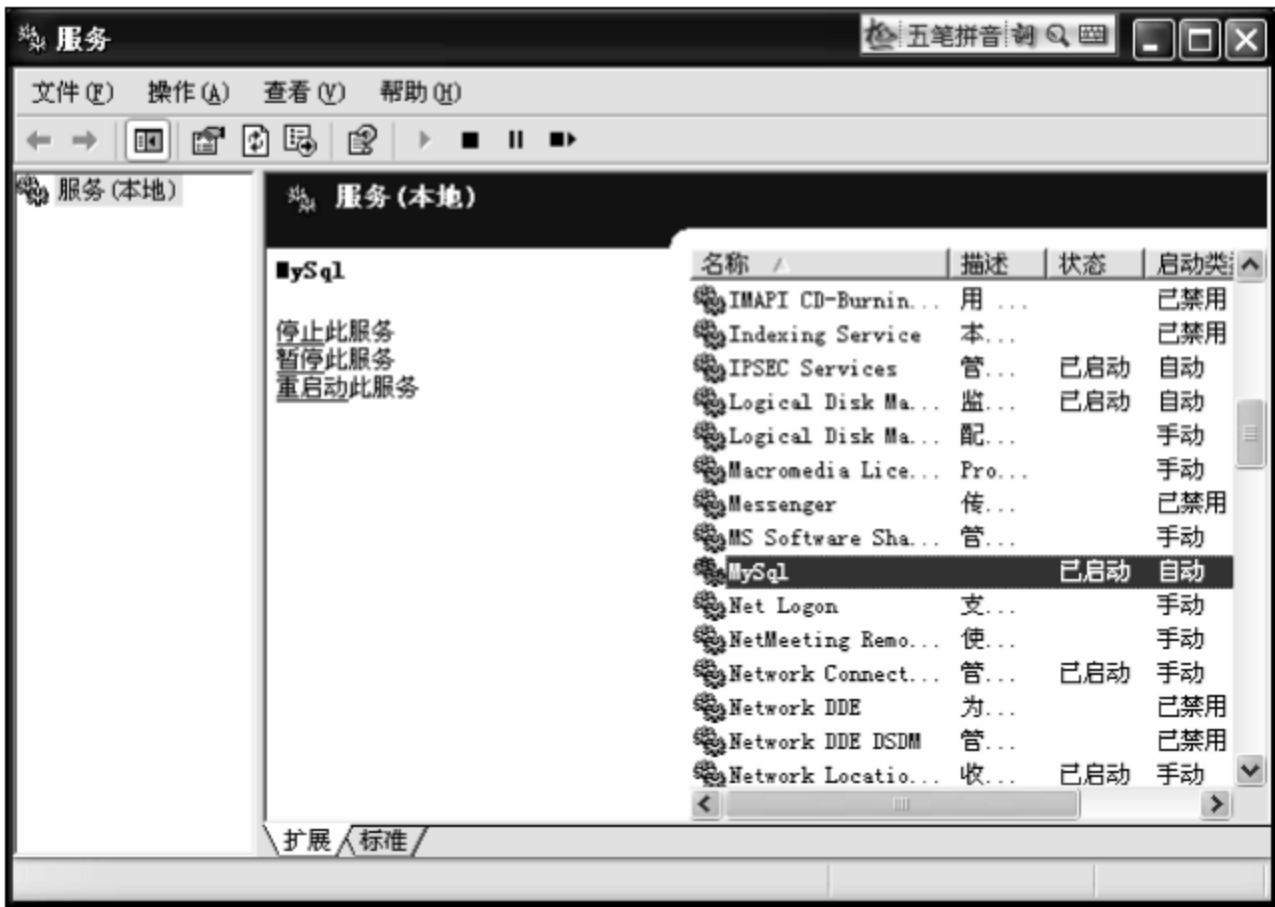 服务
五笔拼音 词
文件(F) 操作(A) 查看(V) 帮助(H)
服务(本地)
服务(本地)
MySql
停止此服务
暂停此服务
重启动此服务
名称 描述 状态 启动类
IMAPI CD-Burnin... 用 ... 已禁用
Indexing Service 本... 已禁用
IPSEC Services 管... 已启动 自动
Logical Disk Ma... 监... 已启动 自动
Logical Disk Ma... 配... 手动
Macromedia Lice... Pro... 手动
Messenger 传... 已禁用
MS Software Sha... 管... 手动
MySql 已启动 自动
Net Logon 支... 手动
NetMeeting Remo... 使... 手动
Network Connect... 管... 已启动 手动
Network DDE 为... 已禁用
Network DDE DSDM 管... 已禁用
Network Locatio... 收... 已启动 手动
扩展 标准